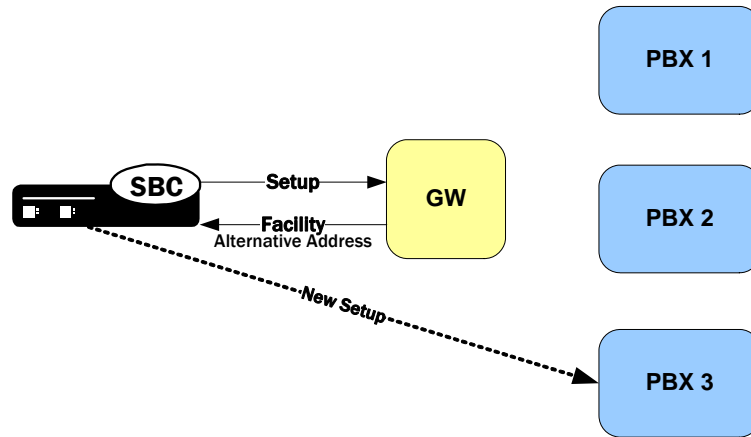 PBX 1
SBC
Setup
GW
PBX 2
Facility
Alternative Address
New Setup
PBX 3